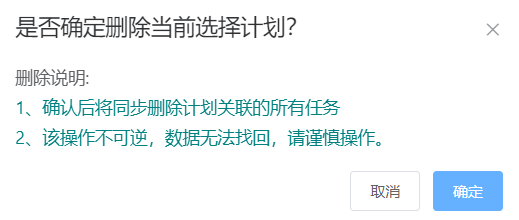 是否确定删除当前选择计划？
删除说明:
1、确认后将同步删除计划关联的所有任务
2、该操作不可逆，数据无法找回，请谨慎操作。
取消
确定